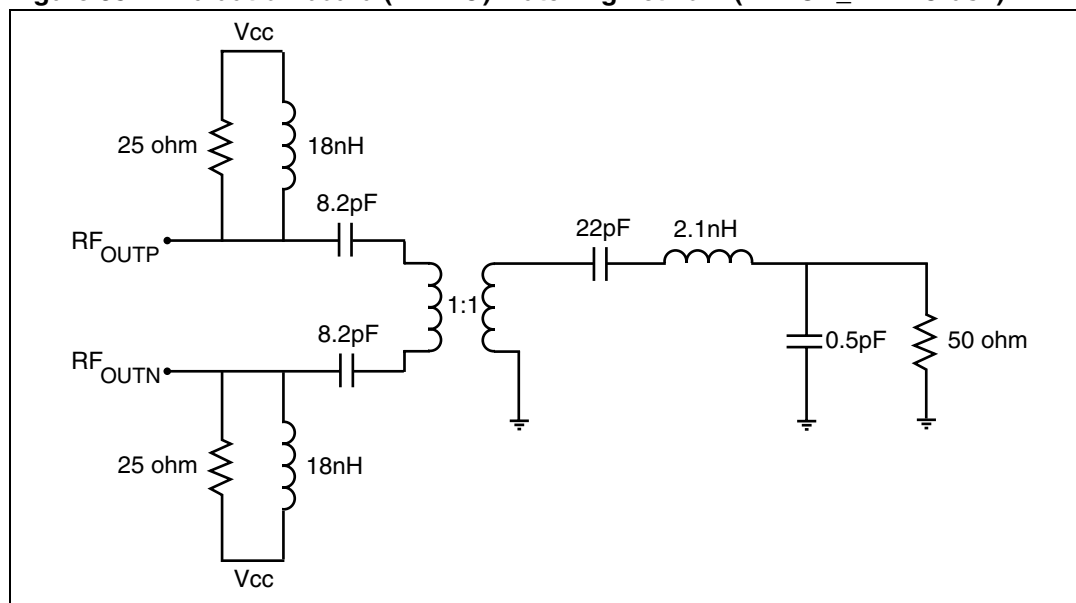 Vcc
25 ohm
18nH
8.2pF
RFOUTP
22pF
2.1nH
1:1
8.2pF
0.5pF
50 ohm
RFOUTN
25 ohm
18nH
Vcc